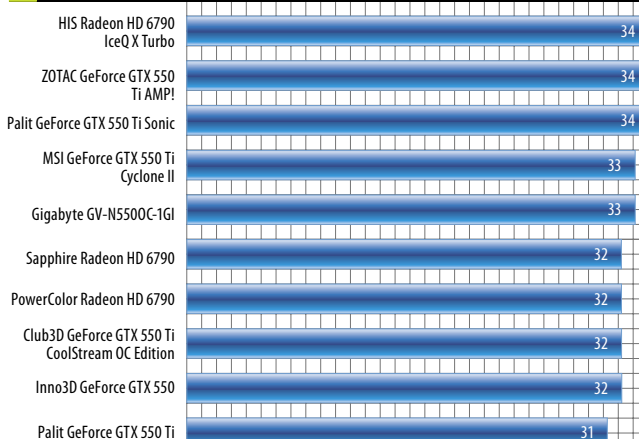 HIS Radeon HD 6790
IceQ X Turbo
34
ZOTAC GeForce GTX 550
Ti AMP!
34
Palit GeForce GTX 550 Ti Sonic
34
MSI GeForce GTX 550 Ti
Cyclone II
33
Gigabyte GV-N550OC-1GI
33
Sapphire Radeon HD 6790
32
PowerColor Radeon HD 6790
32
Club3D GeForce GTX 550 Ti
CoolStream OC Edition
32
Inno3D GeForce GTX 550
32
Palit GeForce GTX 550 Ti
31